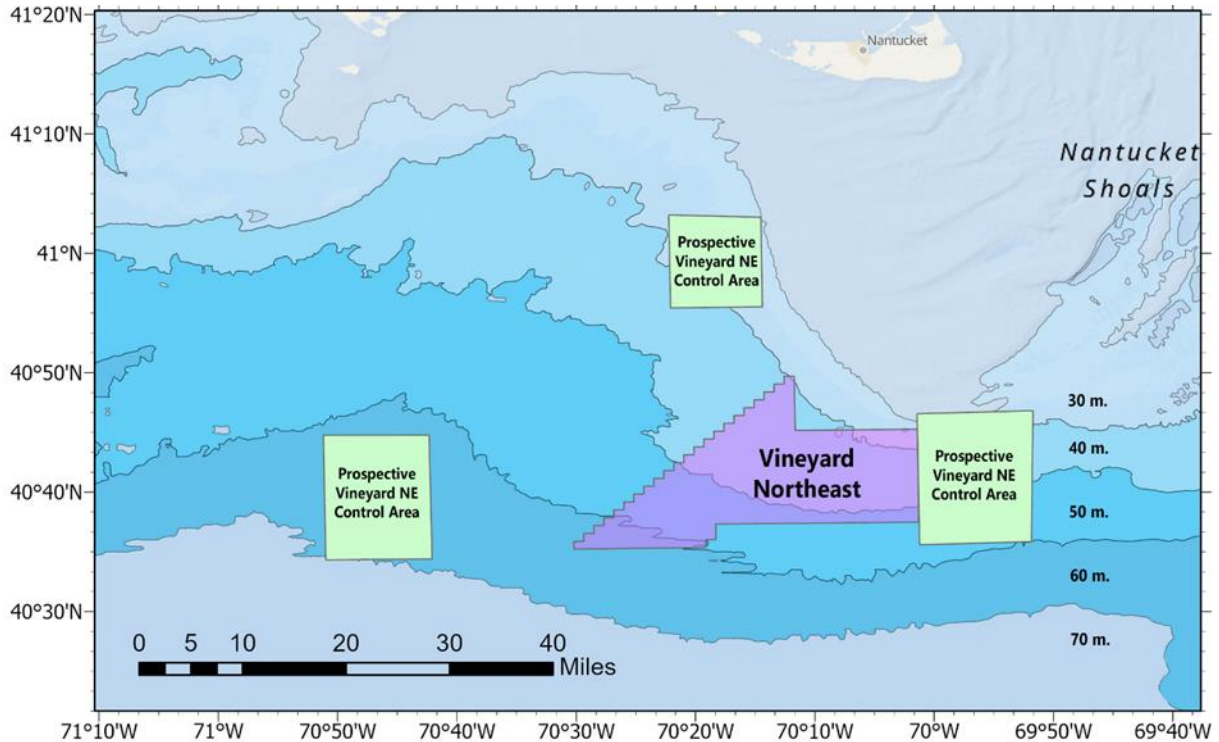 41°20'N
41°10'N
41°N
40°50'N
40°40'N
40°30'N
Nantucket
Nantucket
Shoals
Prospective
Vineyard NE
Control Area
Prospective
Vineyard NE
Control Area
Vineyard
Northeast
Prospective
Vineyard NE
Control Area
30 m.
40 m.
50 m.
60 m.
70 m.
0 5 10 20 30 40
Miles
71°10'W 71°W 70°50'W 70°40'W 70°30'W 70°20'W 70°10'W 70°W 69°50'W 69°40'W